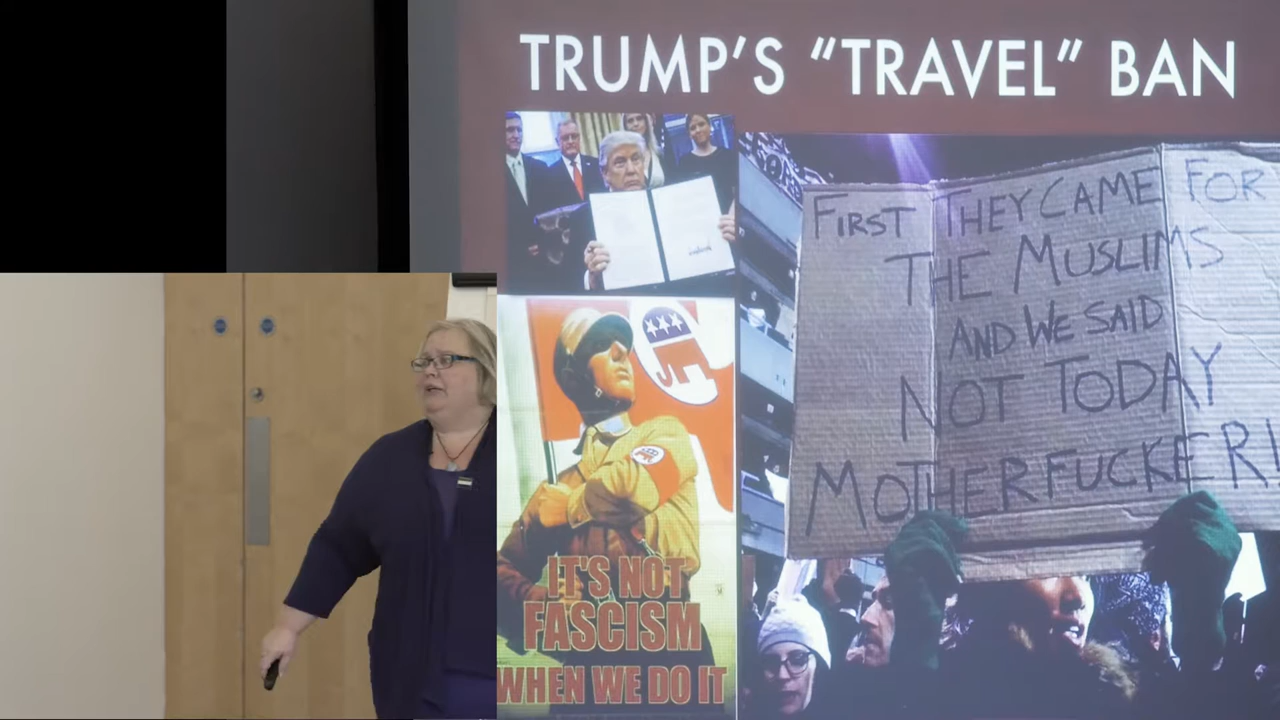 TRUMP'S “TRAVEL” BAN
IT'S NOT
FASCISM
WHEN WE DO IT
FIRST THEY CAME FOR
THE MUSLIMS
AND WE SAID
NOT TODAY
MOTHERFUCKER!